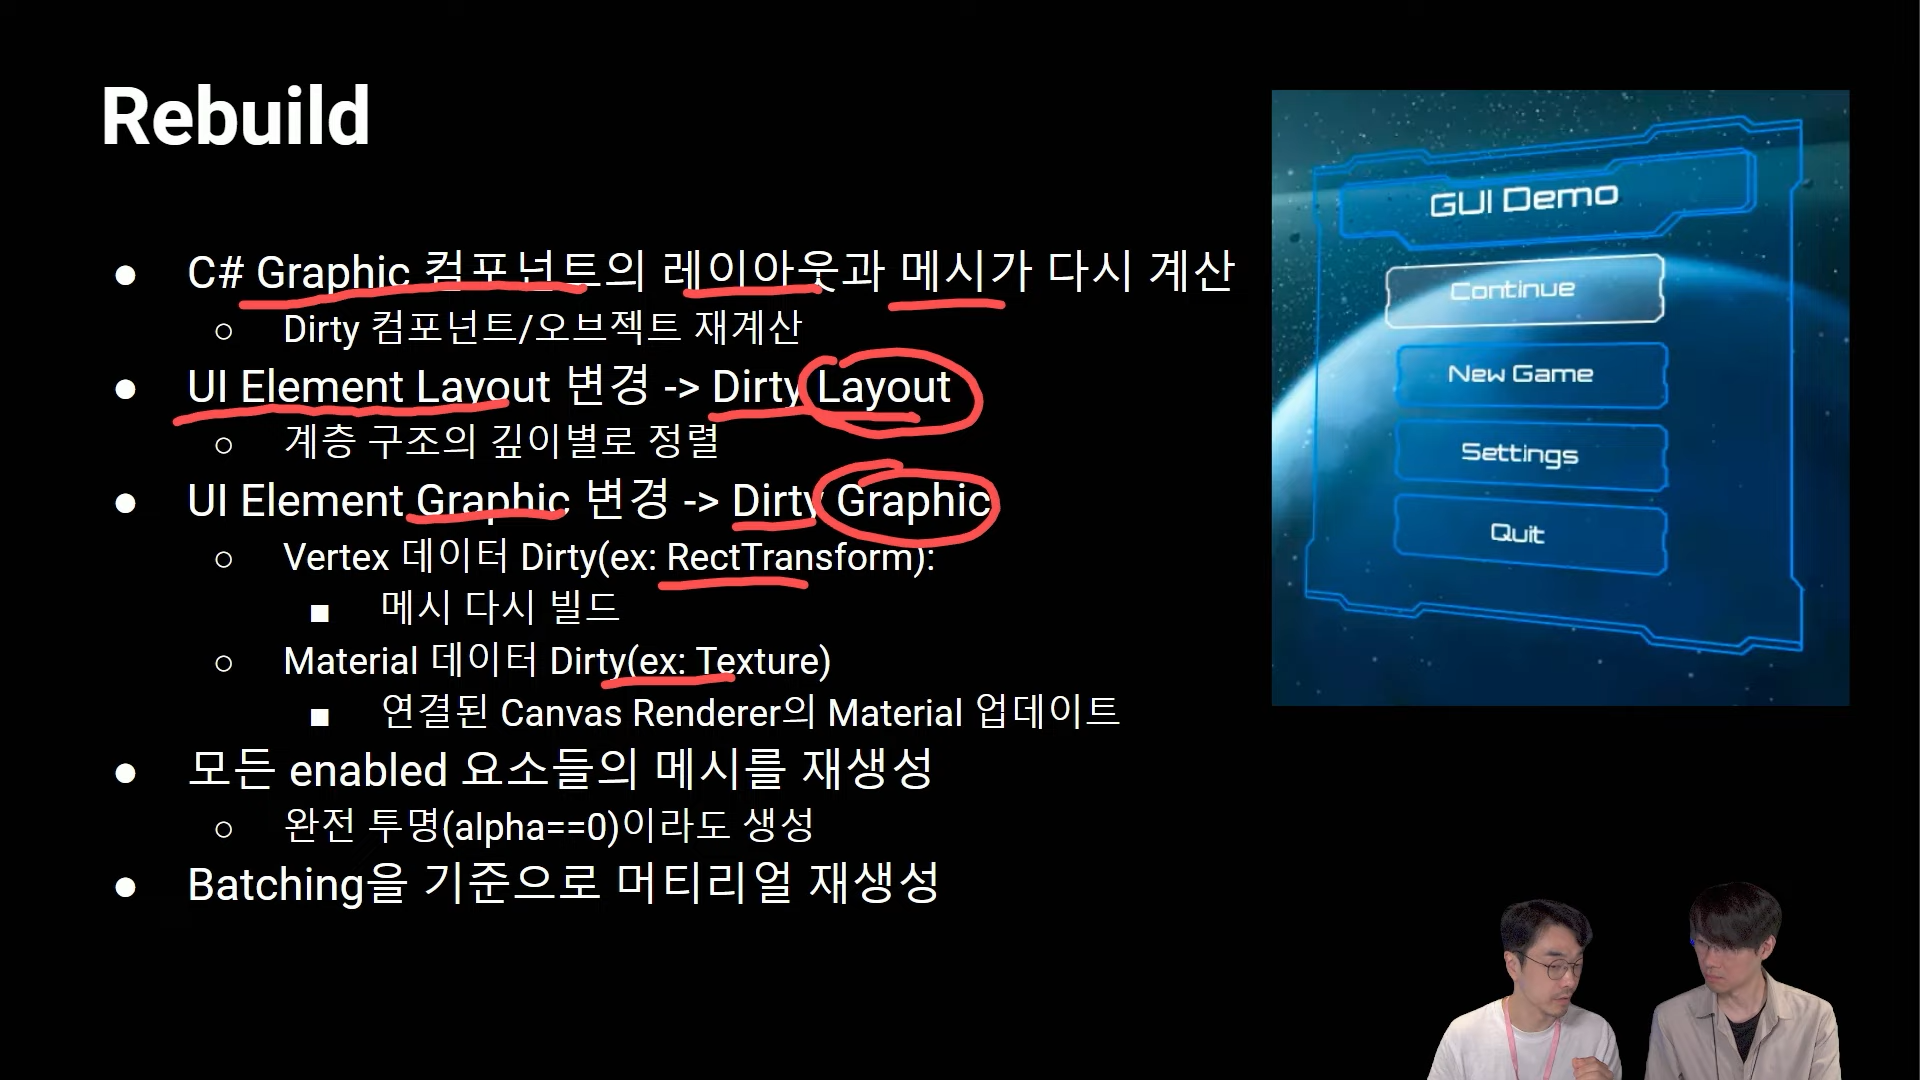 Rebuild
● C# Graphic 컴포넌트의 레이아웃과 메시가 다시 계산
○ Dirty 컴포넌트/오브젝트 재계산
● UI Element Layout 변경 -> Dirty Layout
○ 계층 구조의 깊이별로 정렬
● UI Element Graphic 변경 -> Dirty Graphic
○ Vertex 데이터 Dirty(ex: RectTransform):
■ 메시 다시 빌드
○ Material 데이터 Dirty(ex: Texture)
■ 연결된 Canvas Renderer의 Material 업데이트
● 모든 enabled 요소들의 메시를 재생성
○ 완전 투명(alpha==0)이라도 생성
● Batching을 기준으로 머티리얼 재생성
GUI Demo
Continue
New Game
Settings
Quit